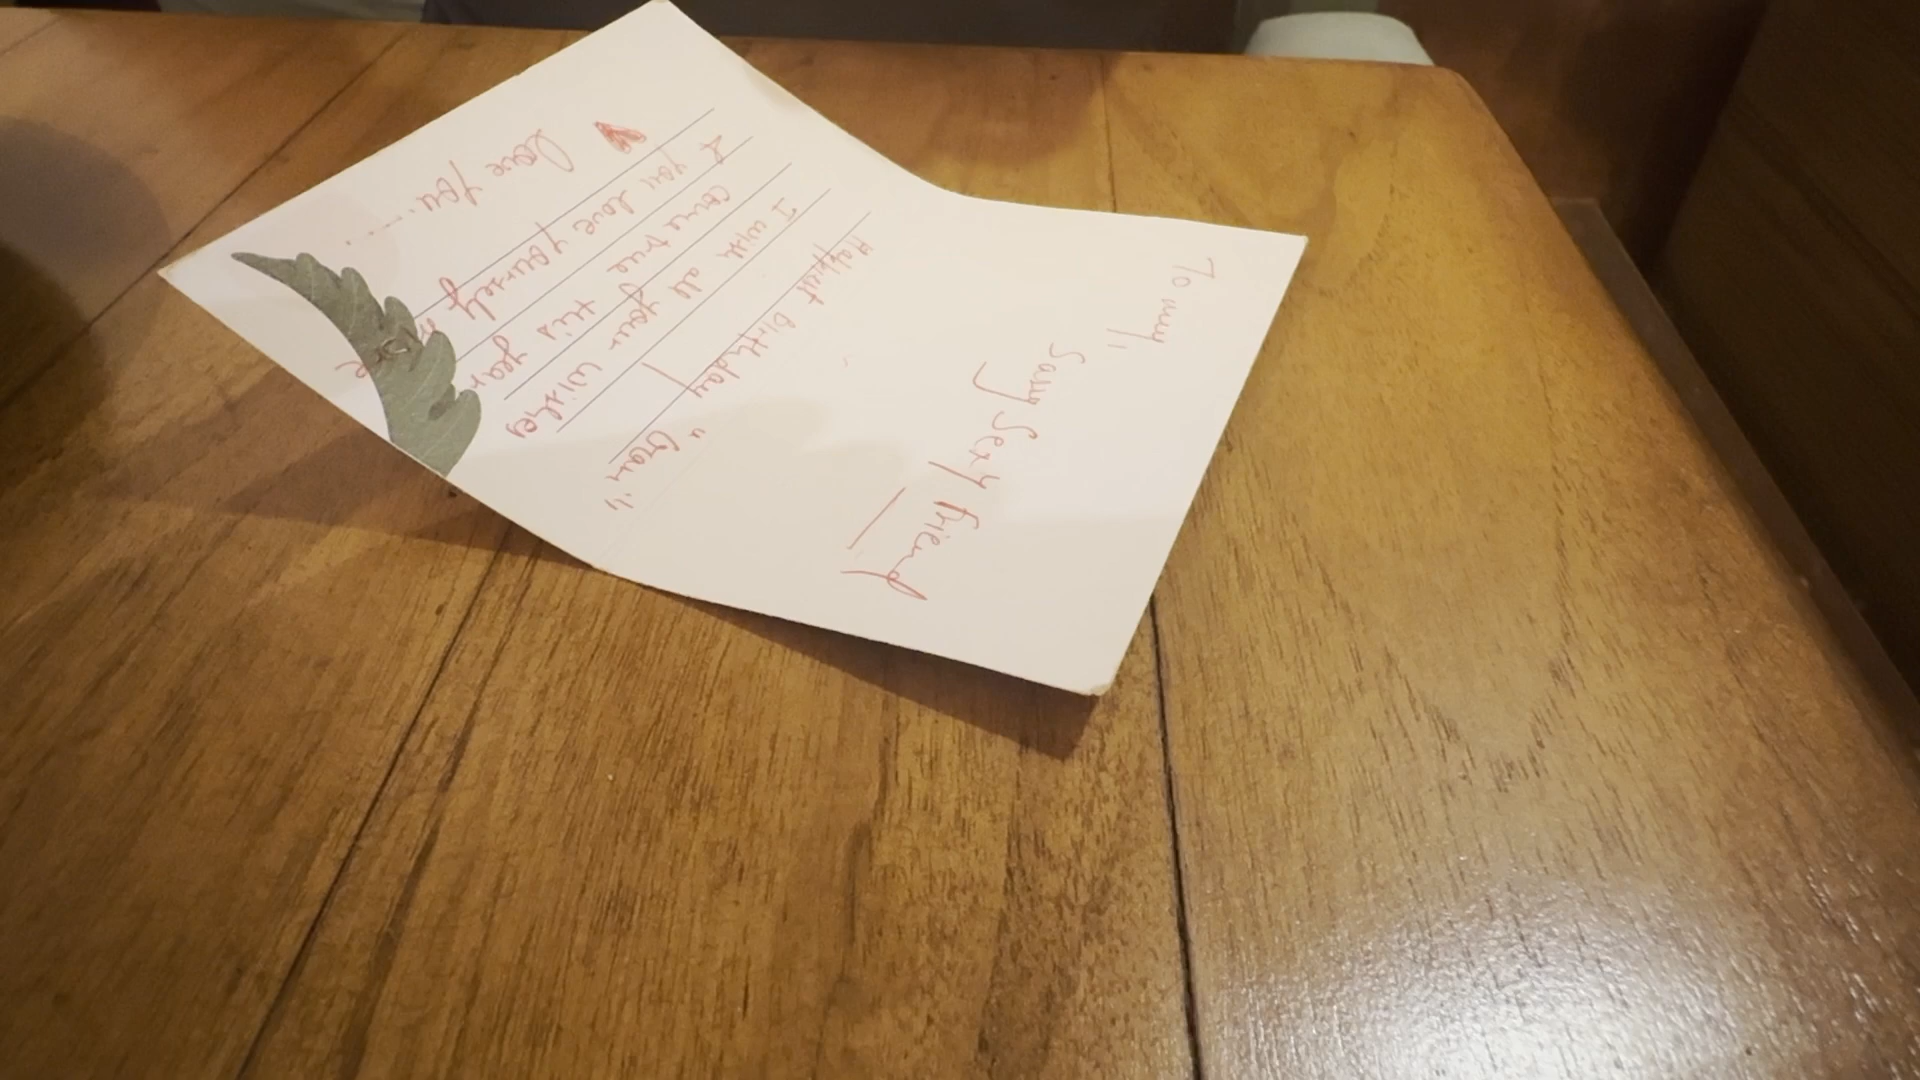 To my,
Sassy Sexy friend
Happiest Birthday
I wish all your wishes
come true this year
& you love yourself
more
Love you.....